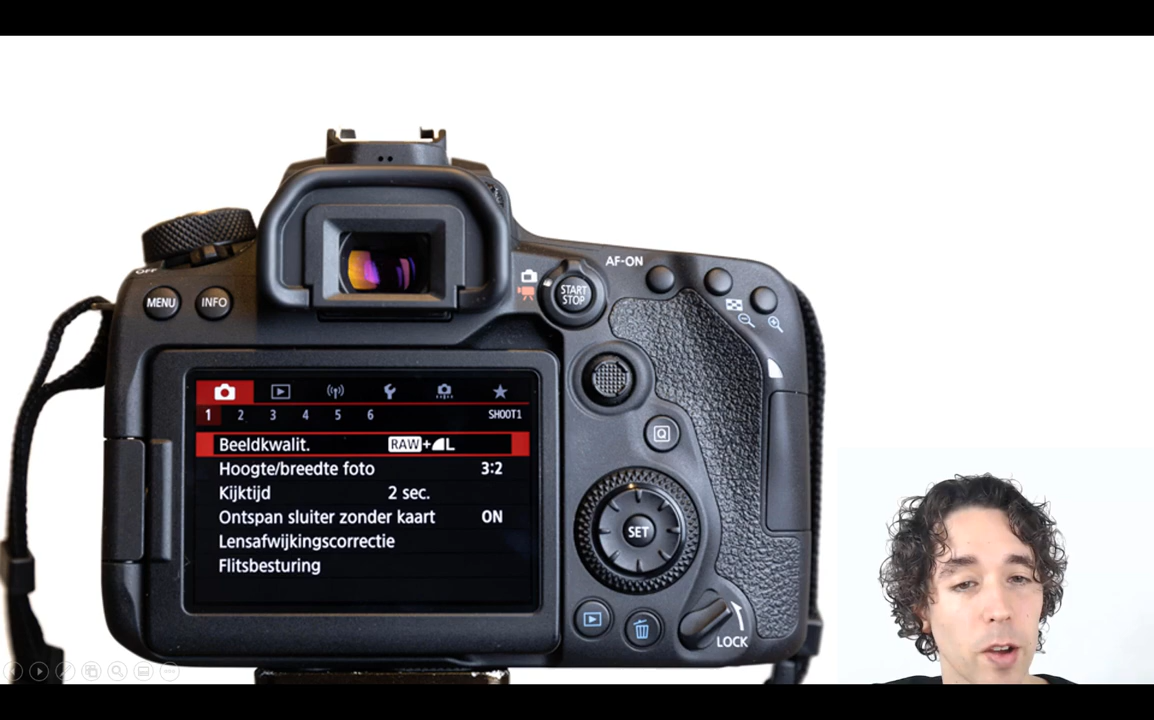 AF-ON
OFF
MENU
INFO
START
STOP
1 2 3 4 5 6 SHOOT1
Beeldkwalit. RAW+L
Hoogte/breedte foto 3:2
Kijktijd 2 sec.
Ontspan sluiter zonder kaart ON
Lensafwijkingscorrectie
Flitsbesturing
Q
SET
LOCK